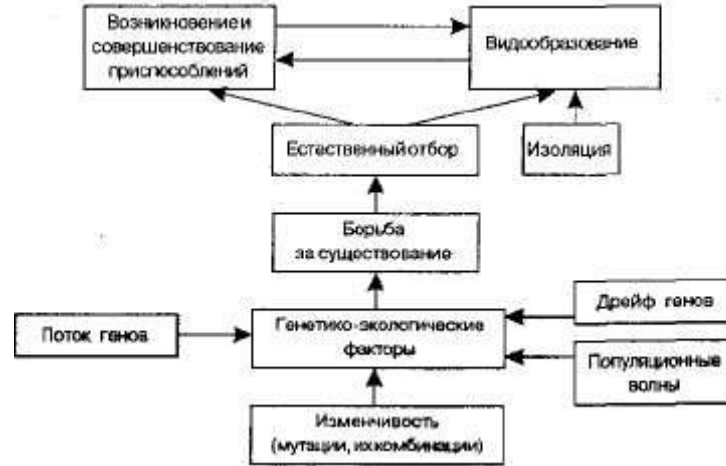 Возникновение и
совершенствование
приспособлений
Видообразование
Естественный отбор
Изоляция
Борьба
за существование
Дрейф генов
Поток генов
Генетико-экологические
факторы
Популяционные
волны
Изменчивость
(мутации, их комбинации)